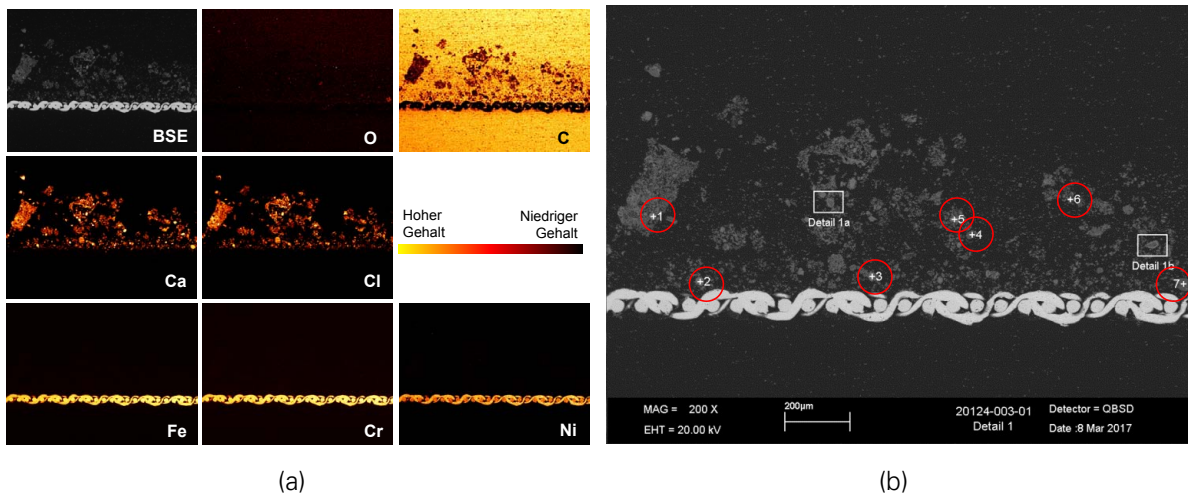 BSE
O
C
Ca
Cl
Hoher Gehalt
Niedriger Gehalt
Fe
Cr
Ni
(a)
+1
+2
+3
+4
+5
+6
7+
Detail 1a
Detail 1b
MAG = 200 X
EHT = 20.00 kV
200µm
20124-003-01
Detail 1
Detector = QBSD
Date :8 Mar 2017
(b)